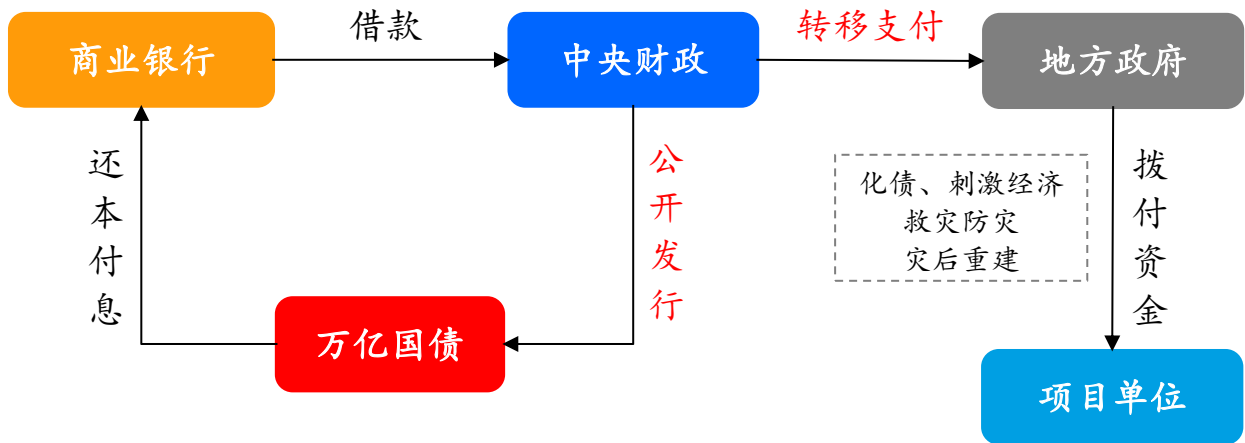 商业银行
借款
中央财政
转移支付
地方政府
还本付息
公开发行
化债、刺激经济
救灾防灾
灾后重建
拨付资金
万亿国债
项目单位